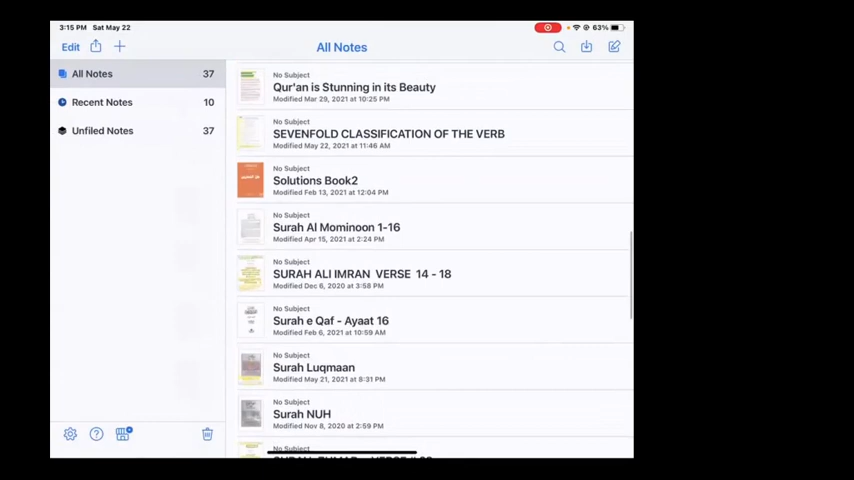 3:15 PM Sat May 22
63%
Edit
All Notes
All Notes 37
Recent Notes 10
Unfiled Notes 37
No Subject
Qur'an is Stunning in its Beauty
Modified Mar 29, 2021 at 10:25 PM
No Subject
SEVENFOLD CLASSIFICATION OF THE VERB
Modified May 22, 2021 at 11:46 AM
No Subject
Solutions Book2
Modified Feb 13, 2021 at 12:04 PM
No Subject
Surah Al Mominoon 1-16
Modified Apr 15, 2021 at 2:24 PM
No Subject
SURAH ALI IMRAN VERSE 14 - 18
Modified Dec 6, 2020 at 3:58 PM
No Subject
Surah e Qaf - Ayaat 16
Modified Feb 6, 2021 at 10:59 AM
No Subject
Surah Luqmaan
Modified May 21, 2021 at 8:31 PM
No Subject
Surah NUH
Modified Nov 8, 2020 at 2:59 PM
No Subject